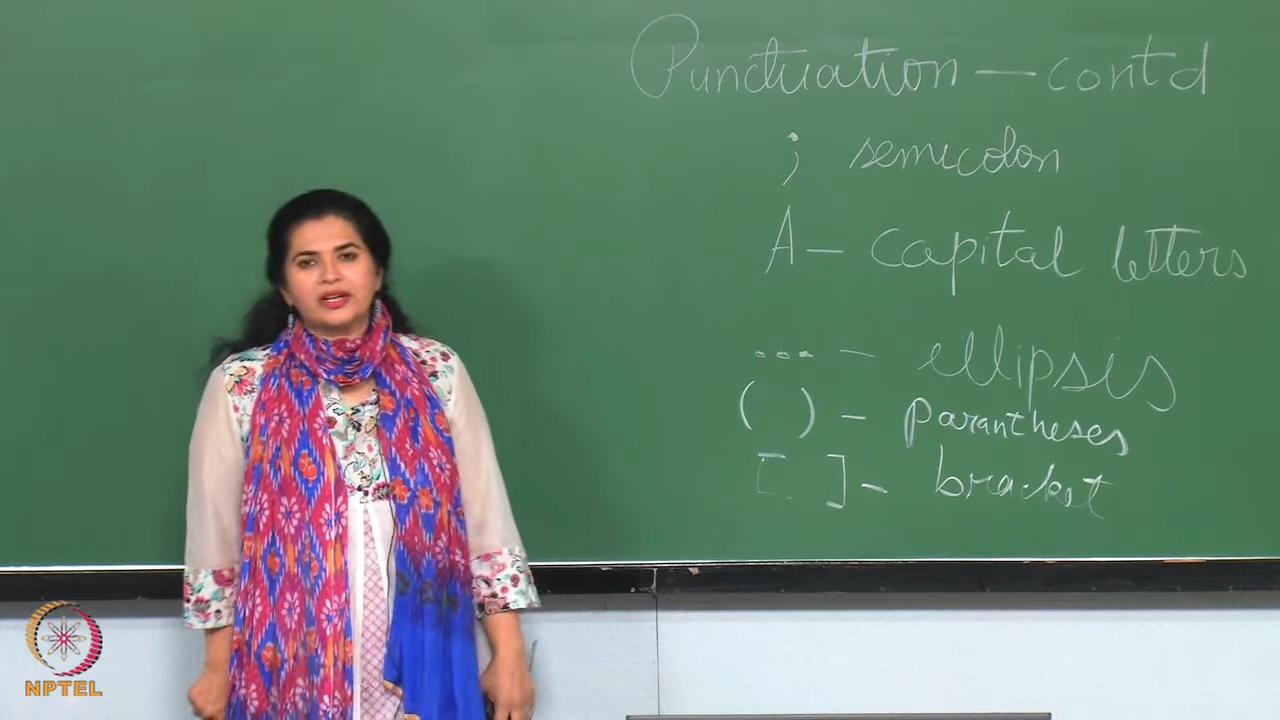 Punctuation — contd
; semicolon
A — capital letters
... — ellipsis
( ) — parantheses
[ ] — bracket
NPTEL